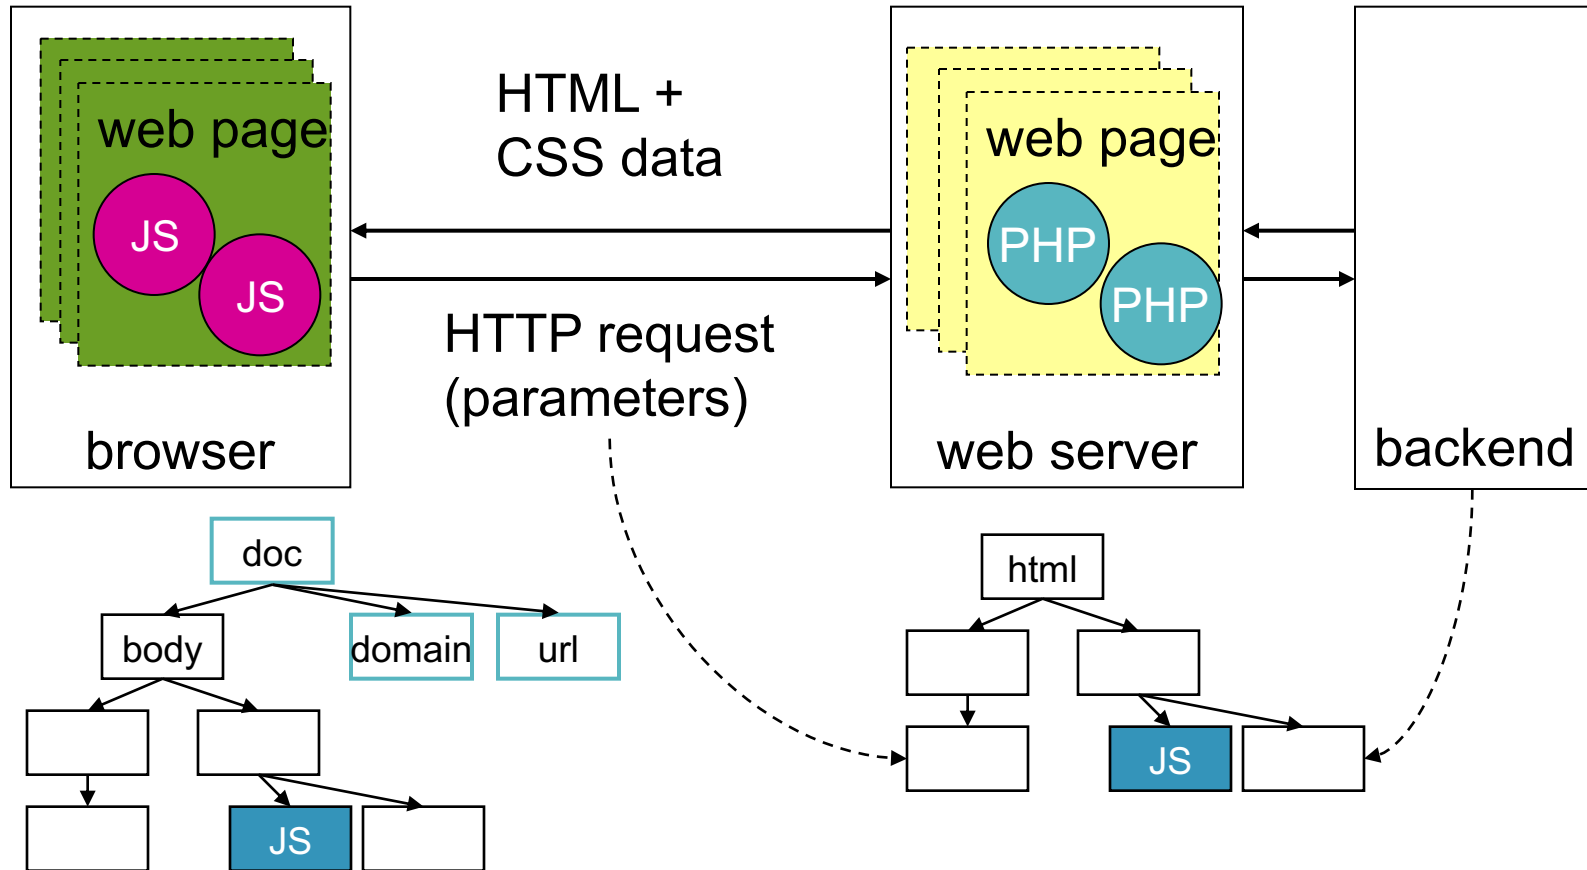 web page
JS
JS
browser
HTML +
CSS data
HTTP request
(parameters)
web page
PHP
PHP
web server
backend
doc
body
domain
url
JS
html
JS